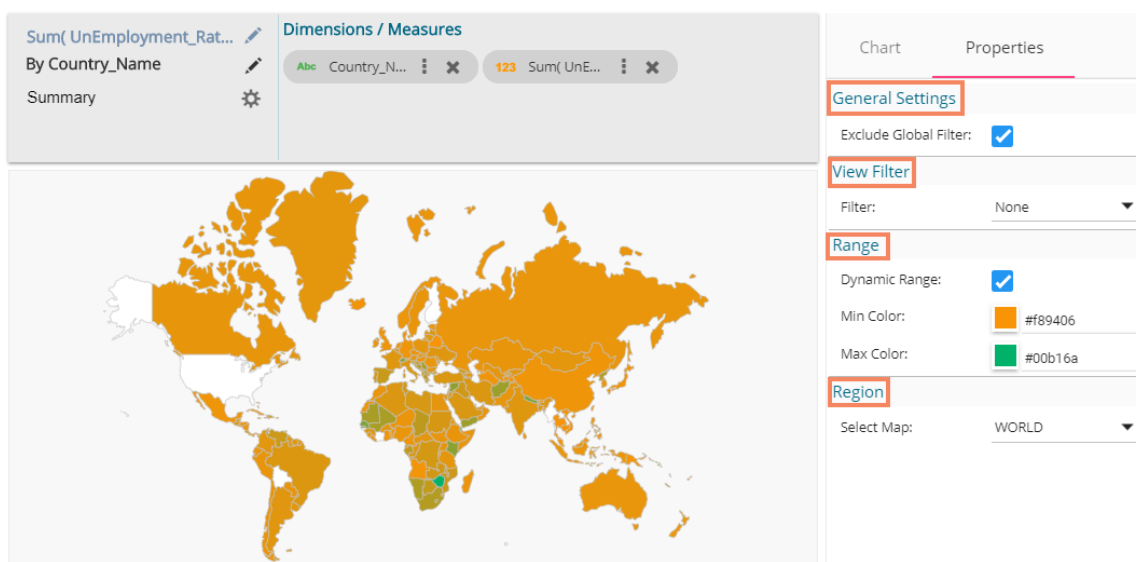 Sum( UnEmployment_Rat...
By Country_Name
Summary
Dimensions / Measures
Abc Country_N...
123 Sum( UnE...
Chart Properties
General Settings
Exclude Global Filter:
View Filter
Filter: None
Range
Dynamic Range:
Min Color: #f89406
Max Color: #00b16a
Region
Select Map: WORLD